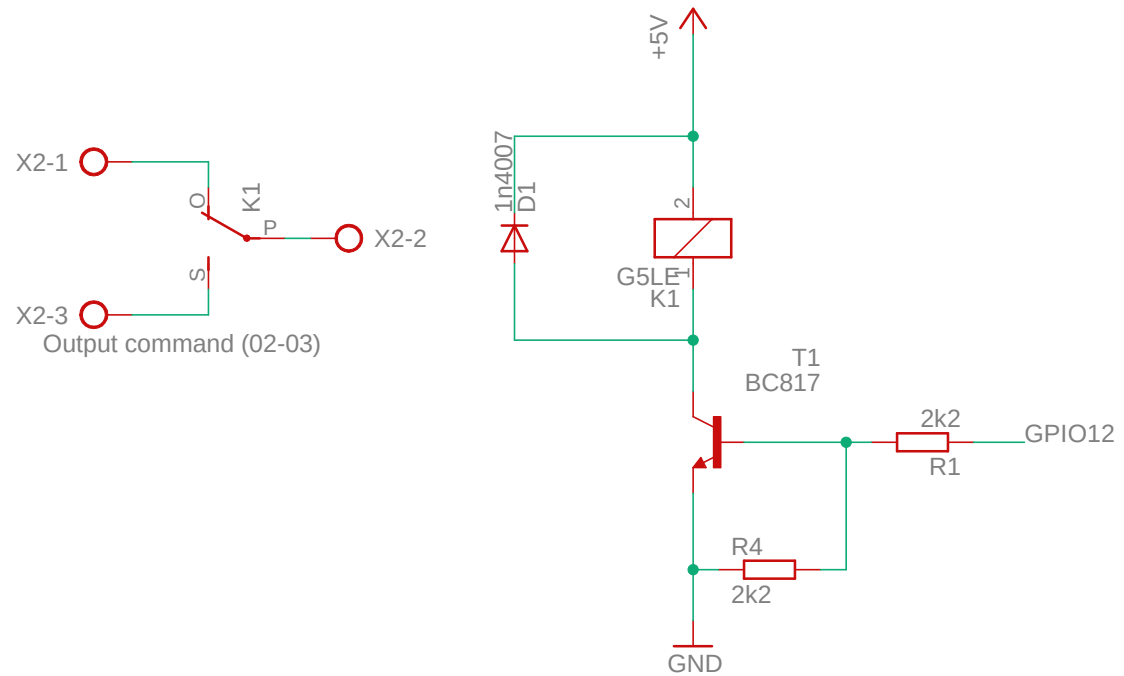 +5V
1n4007
D1
X2-1
O
K1
P
X2-2
S
X2-3
Output command (02-03)
2
1
G5LE
K1
T1
BC817
2k2
GPIO12
R1
R4
2k2
GND